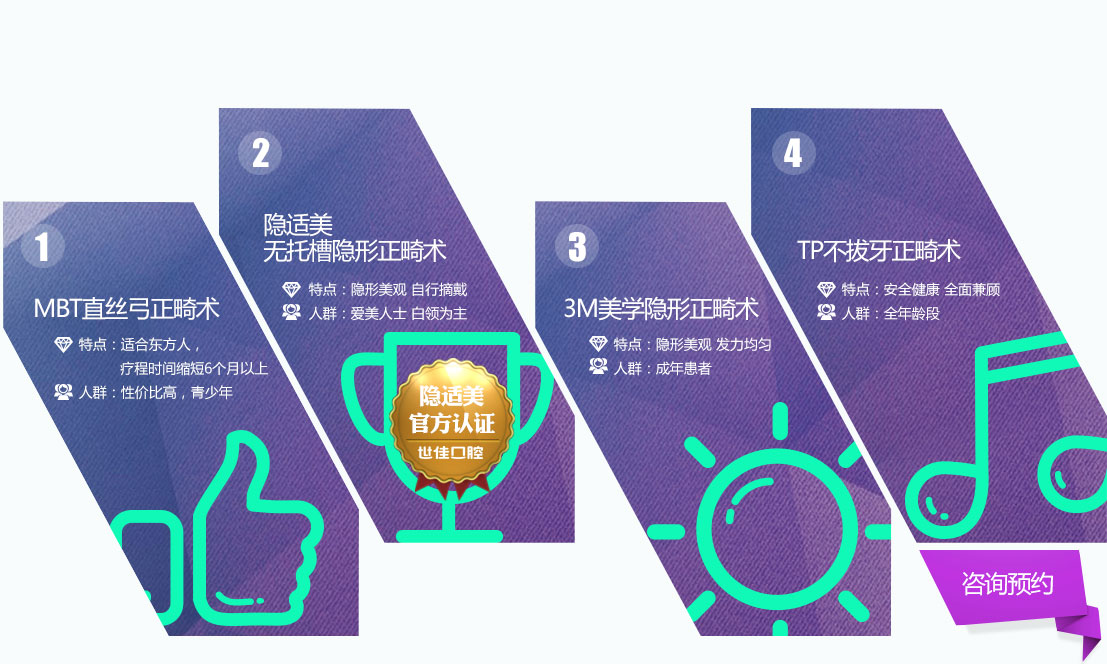 1
MBT直丝弓正畸术
特点：适合东方人，
疗程时间缩短6个月以上
人群：性价比高，青少年
2
隐适美
无托槽隐形正畸术
特点：隐形美观 自行摘戴
人群：爱美人士 白领为主
隐适美
官方认证
世佳口腔
3
3M美学隐形正畸术
特点：隐形美观 发力均匀
人群：成年患者
4
TP不拔牙正畸术
特点：安全健康 全面兼顾
人群：全年龄段
咨询预约